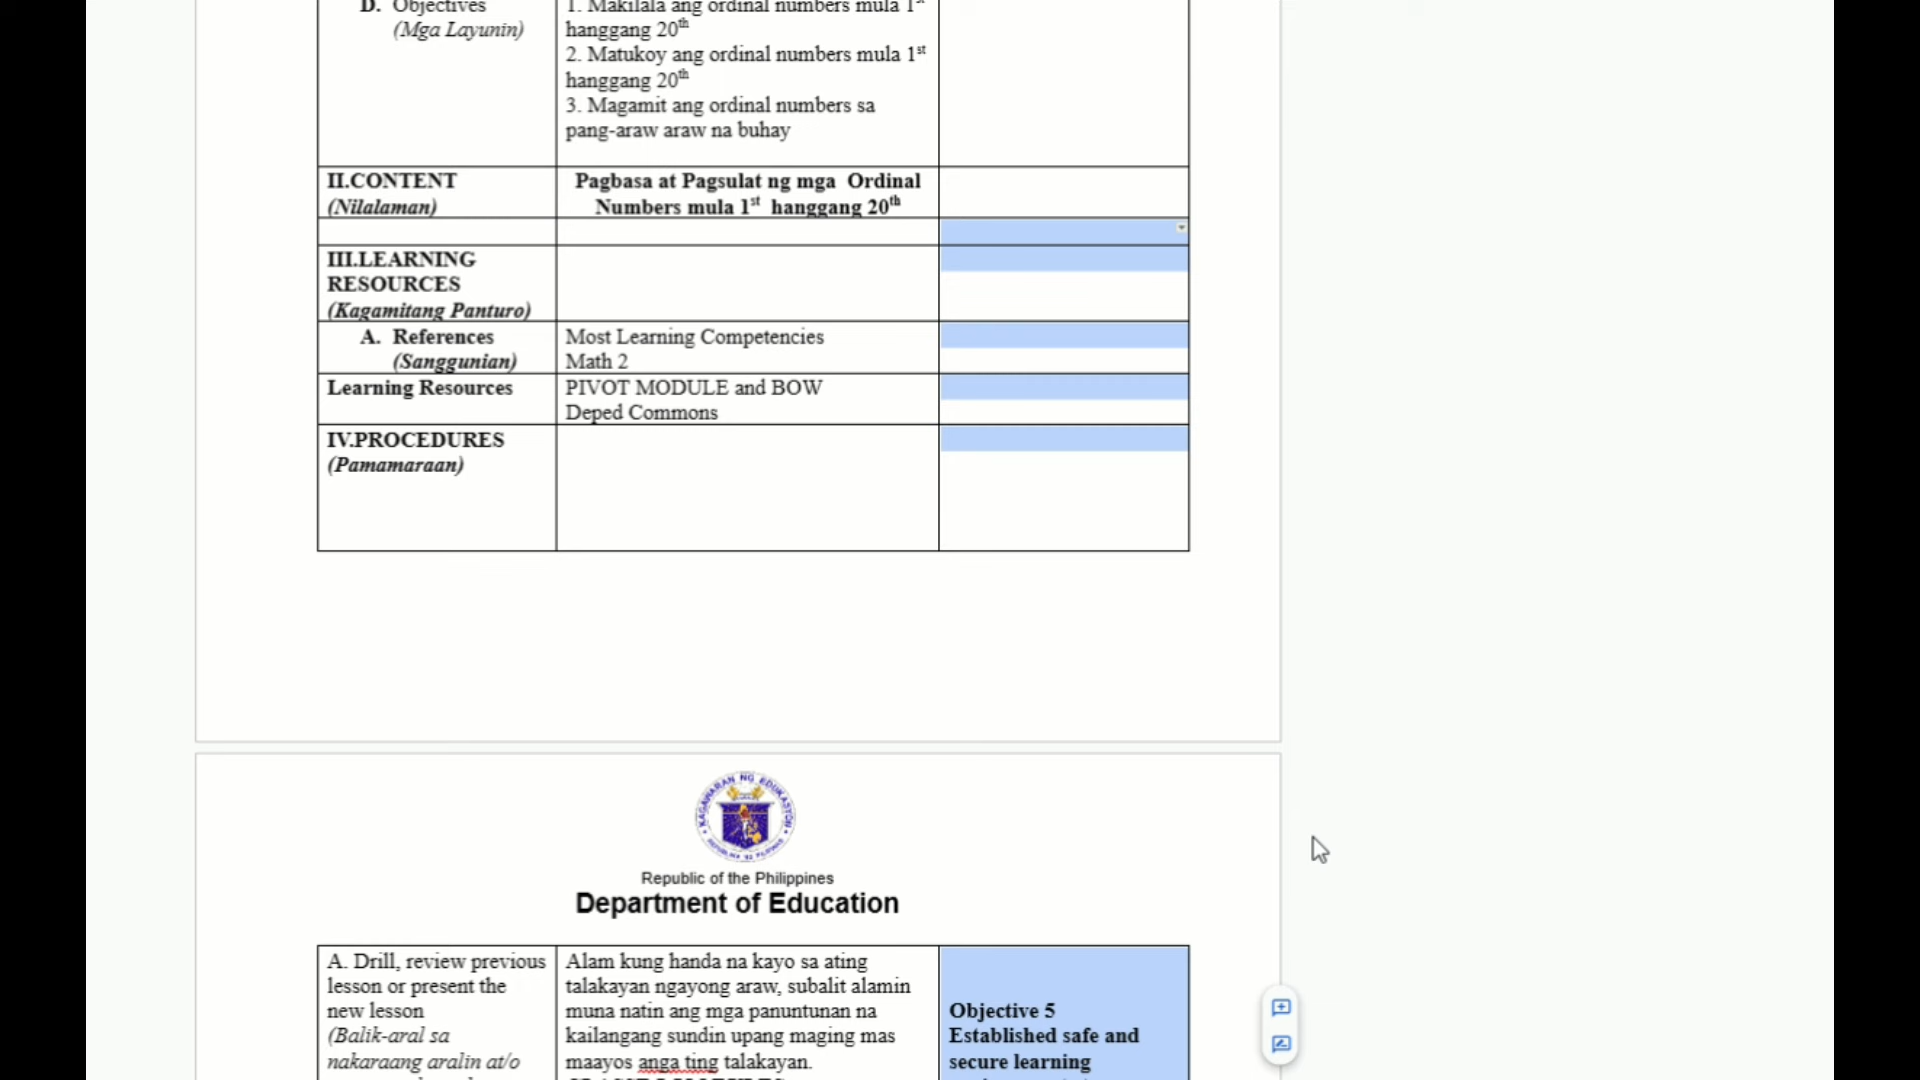 D. Objectives
(Mga Layunin)
1. Makilala ang ordinal numbers mula 1st
hanggang 20th
2. Matukoy ang ordinal numbers mula 1st
hanggang 20th
3. Magamit ang ordinal numbers sa
pang-araw araw na buhay
II.CONTENT
(Nilalaman)
Pagbasa at Pagsulat ng mga Ordinal
Numbers mula 1st hanggang 20th
III.LEARNING
RESOURCES
(Kagamitang Panturo)
A. References
(Sanggunian)
Most Learning Competencies
Math 2
Learning Resources
PIVOT MODULE and BOW
Deped Commons
IV.PROCEDURES
(Pamamaraan)
KAGAWARAN NG EDUKASYON
REPUBLIKA NG PILIPINAS
Republic of the Philippines
Department of Education
A. Drill, review previous
lesson or present the
new lesson
(Balik-aral sa
nakaraang aralin at/o
Alam kung handa na kayo sa ating
talakayan ngayong araw, subalit alamin
muna natin ang mga panuntunan na
kailangang sundin upang maging mas
maayos anga ting talakayan.
Objective 5
Established safe and
secure learning